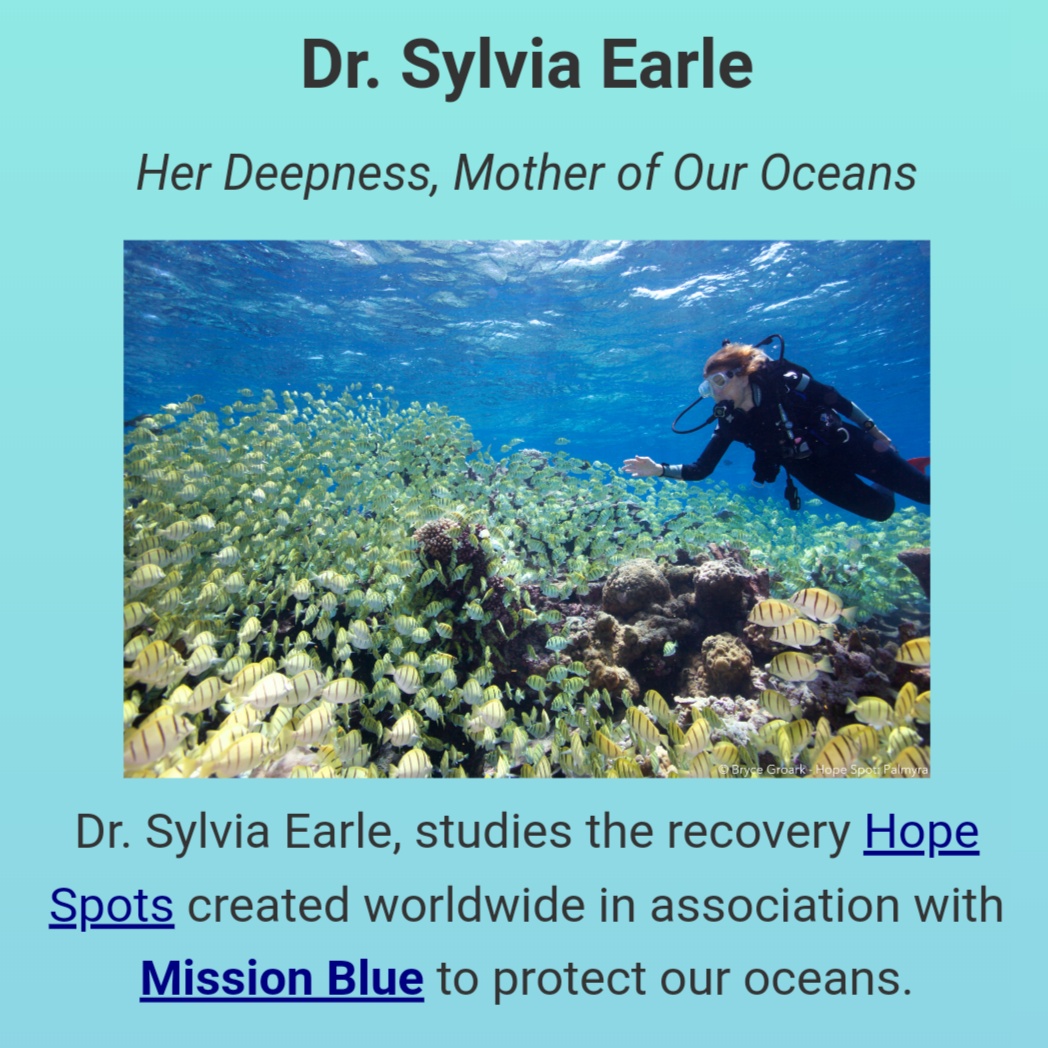 Dr. Sylvia Earle
Her Deepness, Mother of Our Oceans
© Bryce Groark - Hope Spot: Palmyra
Dr. Sylvia Earle, studies the recovery Hope
Spots created worldwide in association with
Mission Blue to protect our oceans.